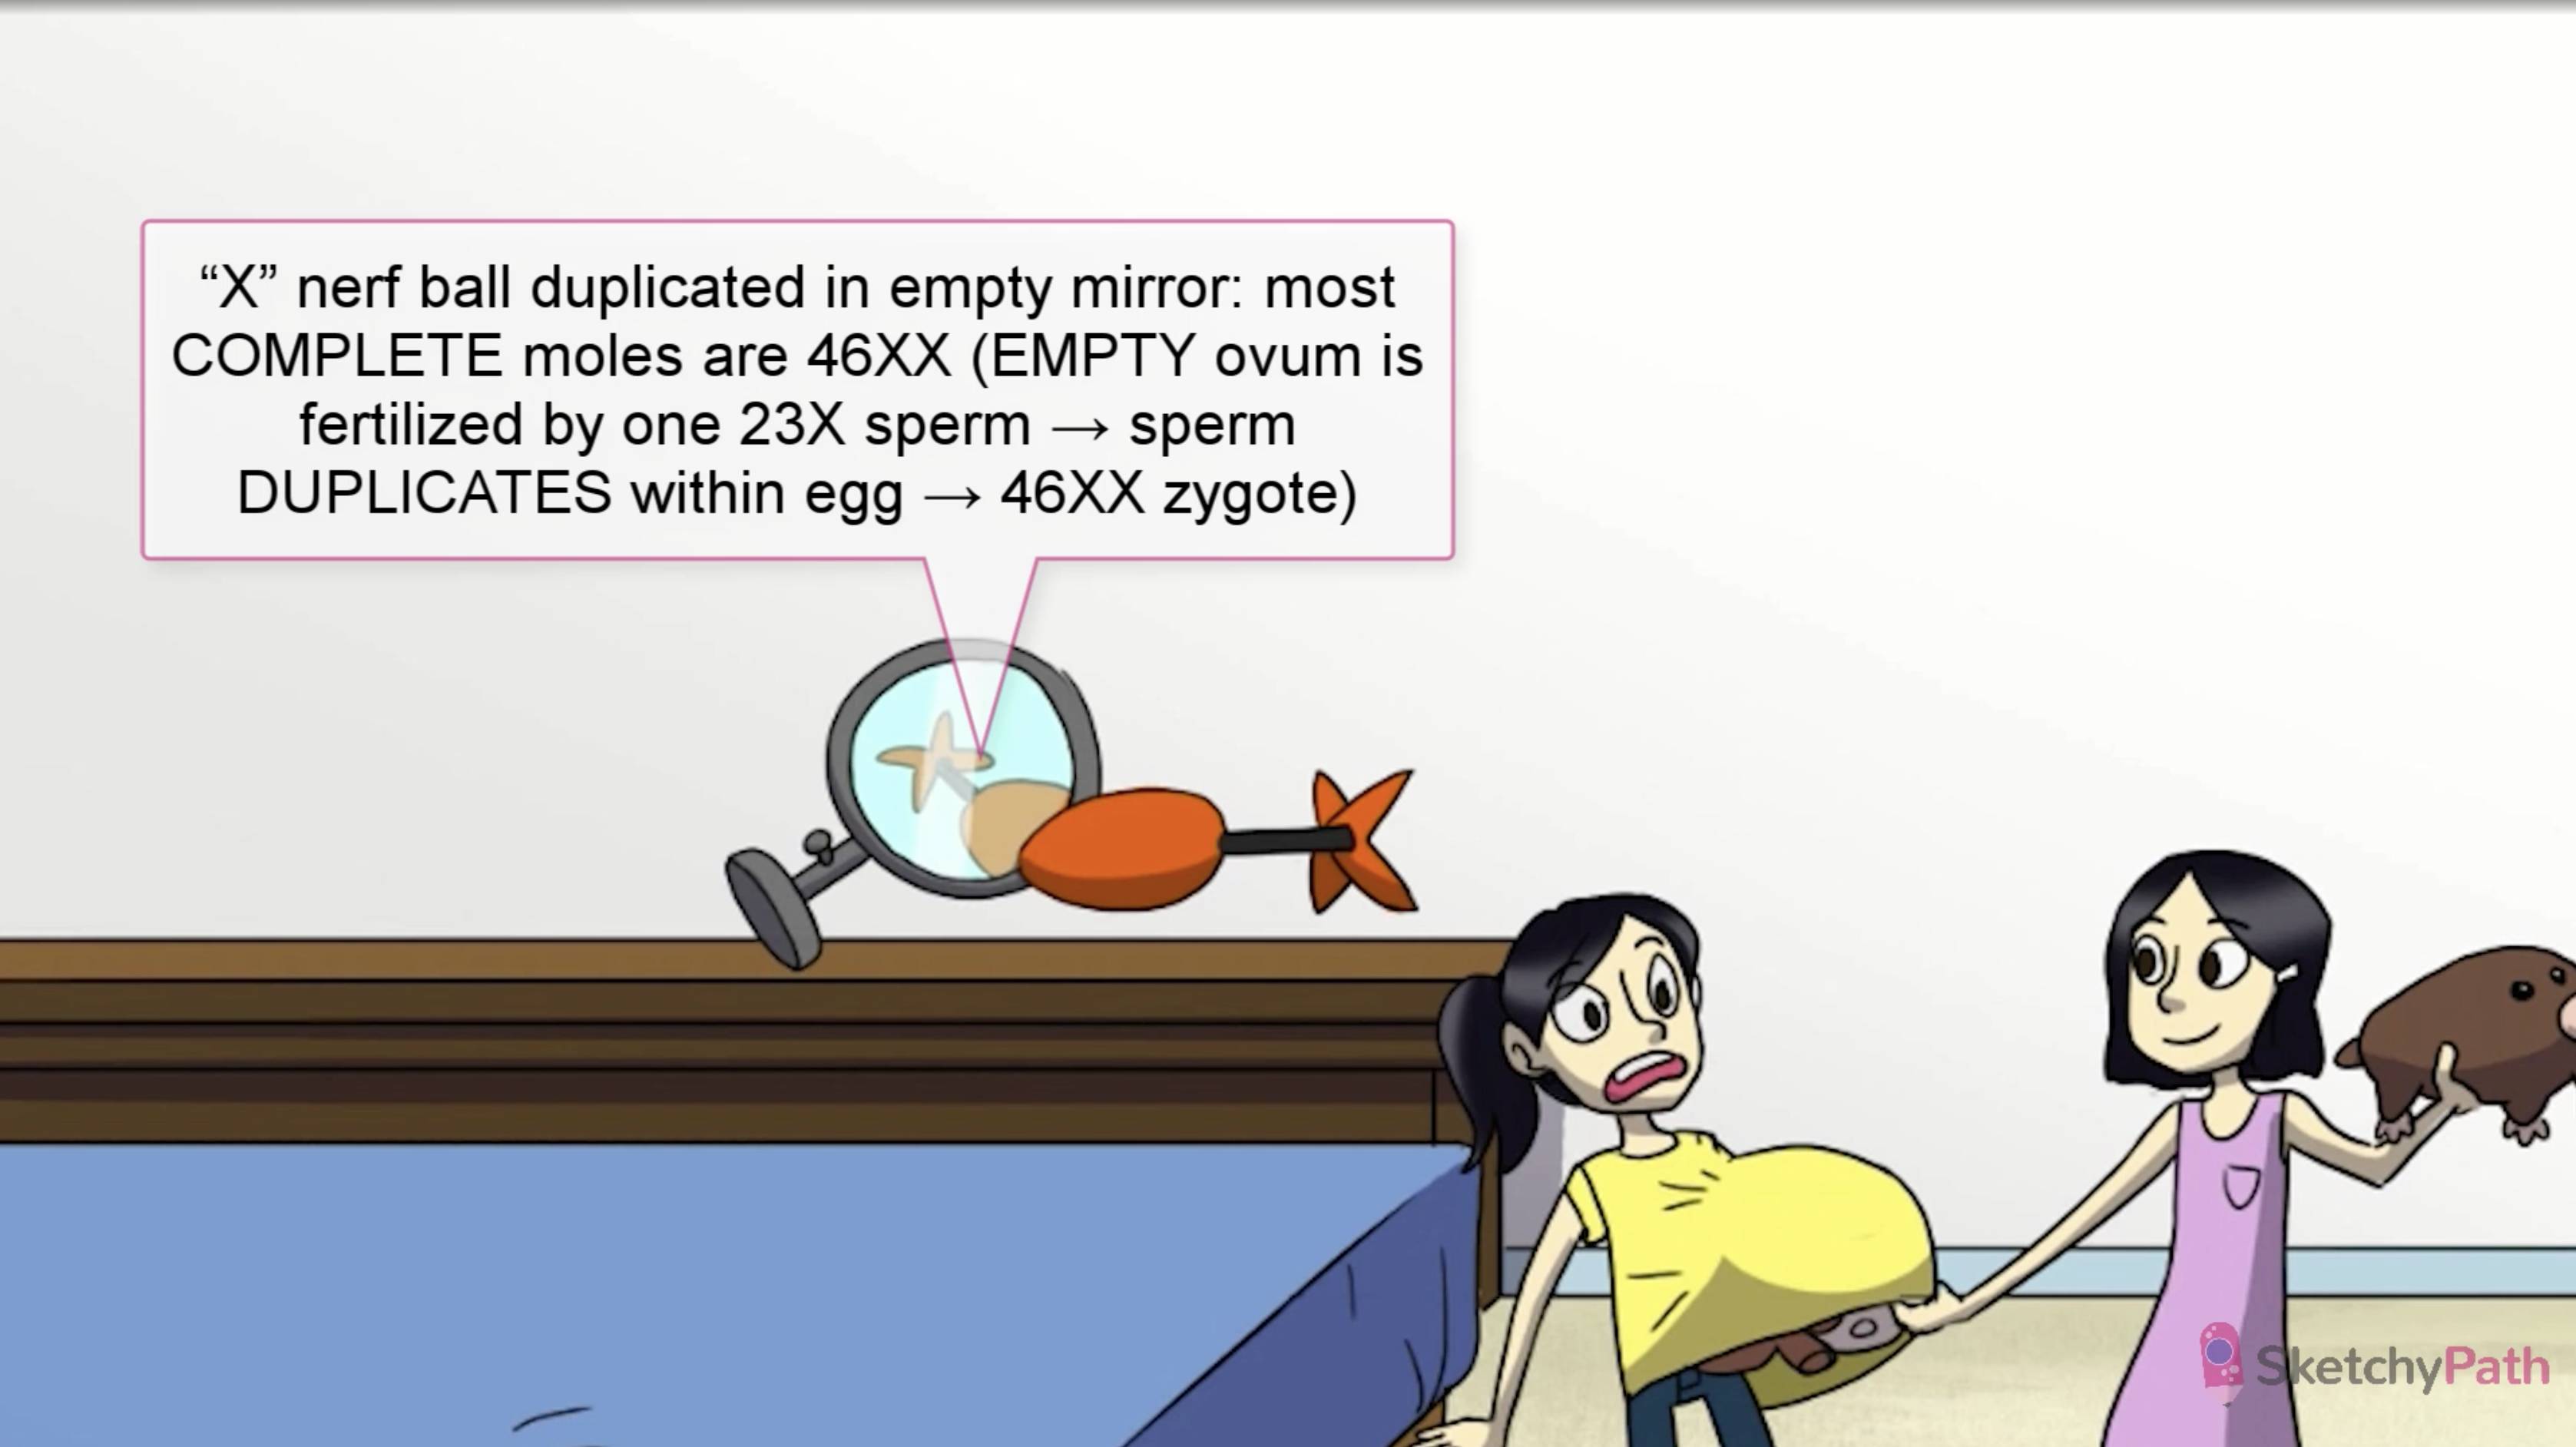 “X” nerf ball duplicated in empty mirror: most
COMPLETE moles are 46XX (EMPTY ovum is
fertilized by one 23X sperm → sperm
DUPLICATES within egg → 46XX zygote)
SketchyPath